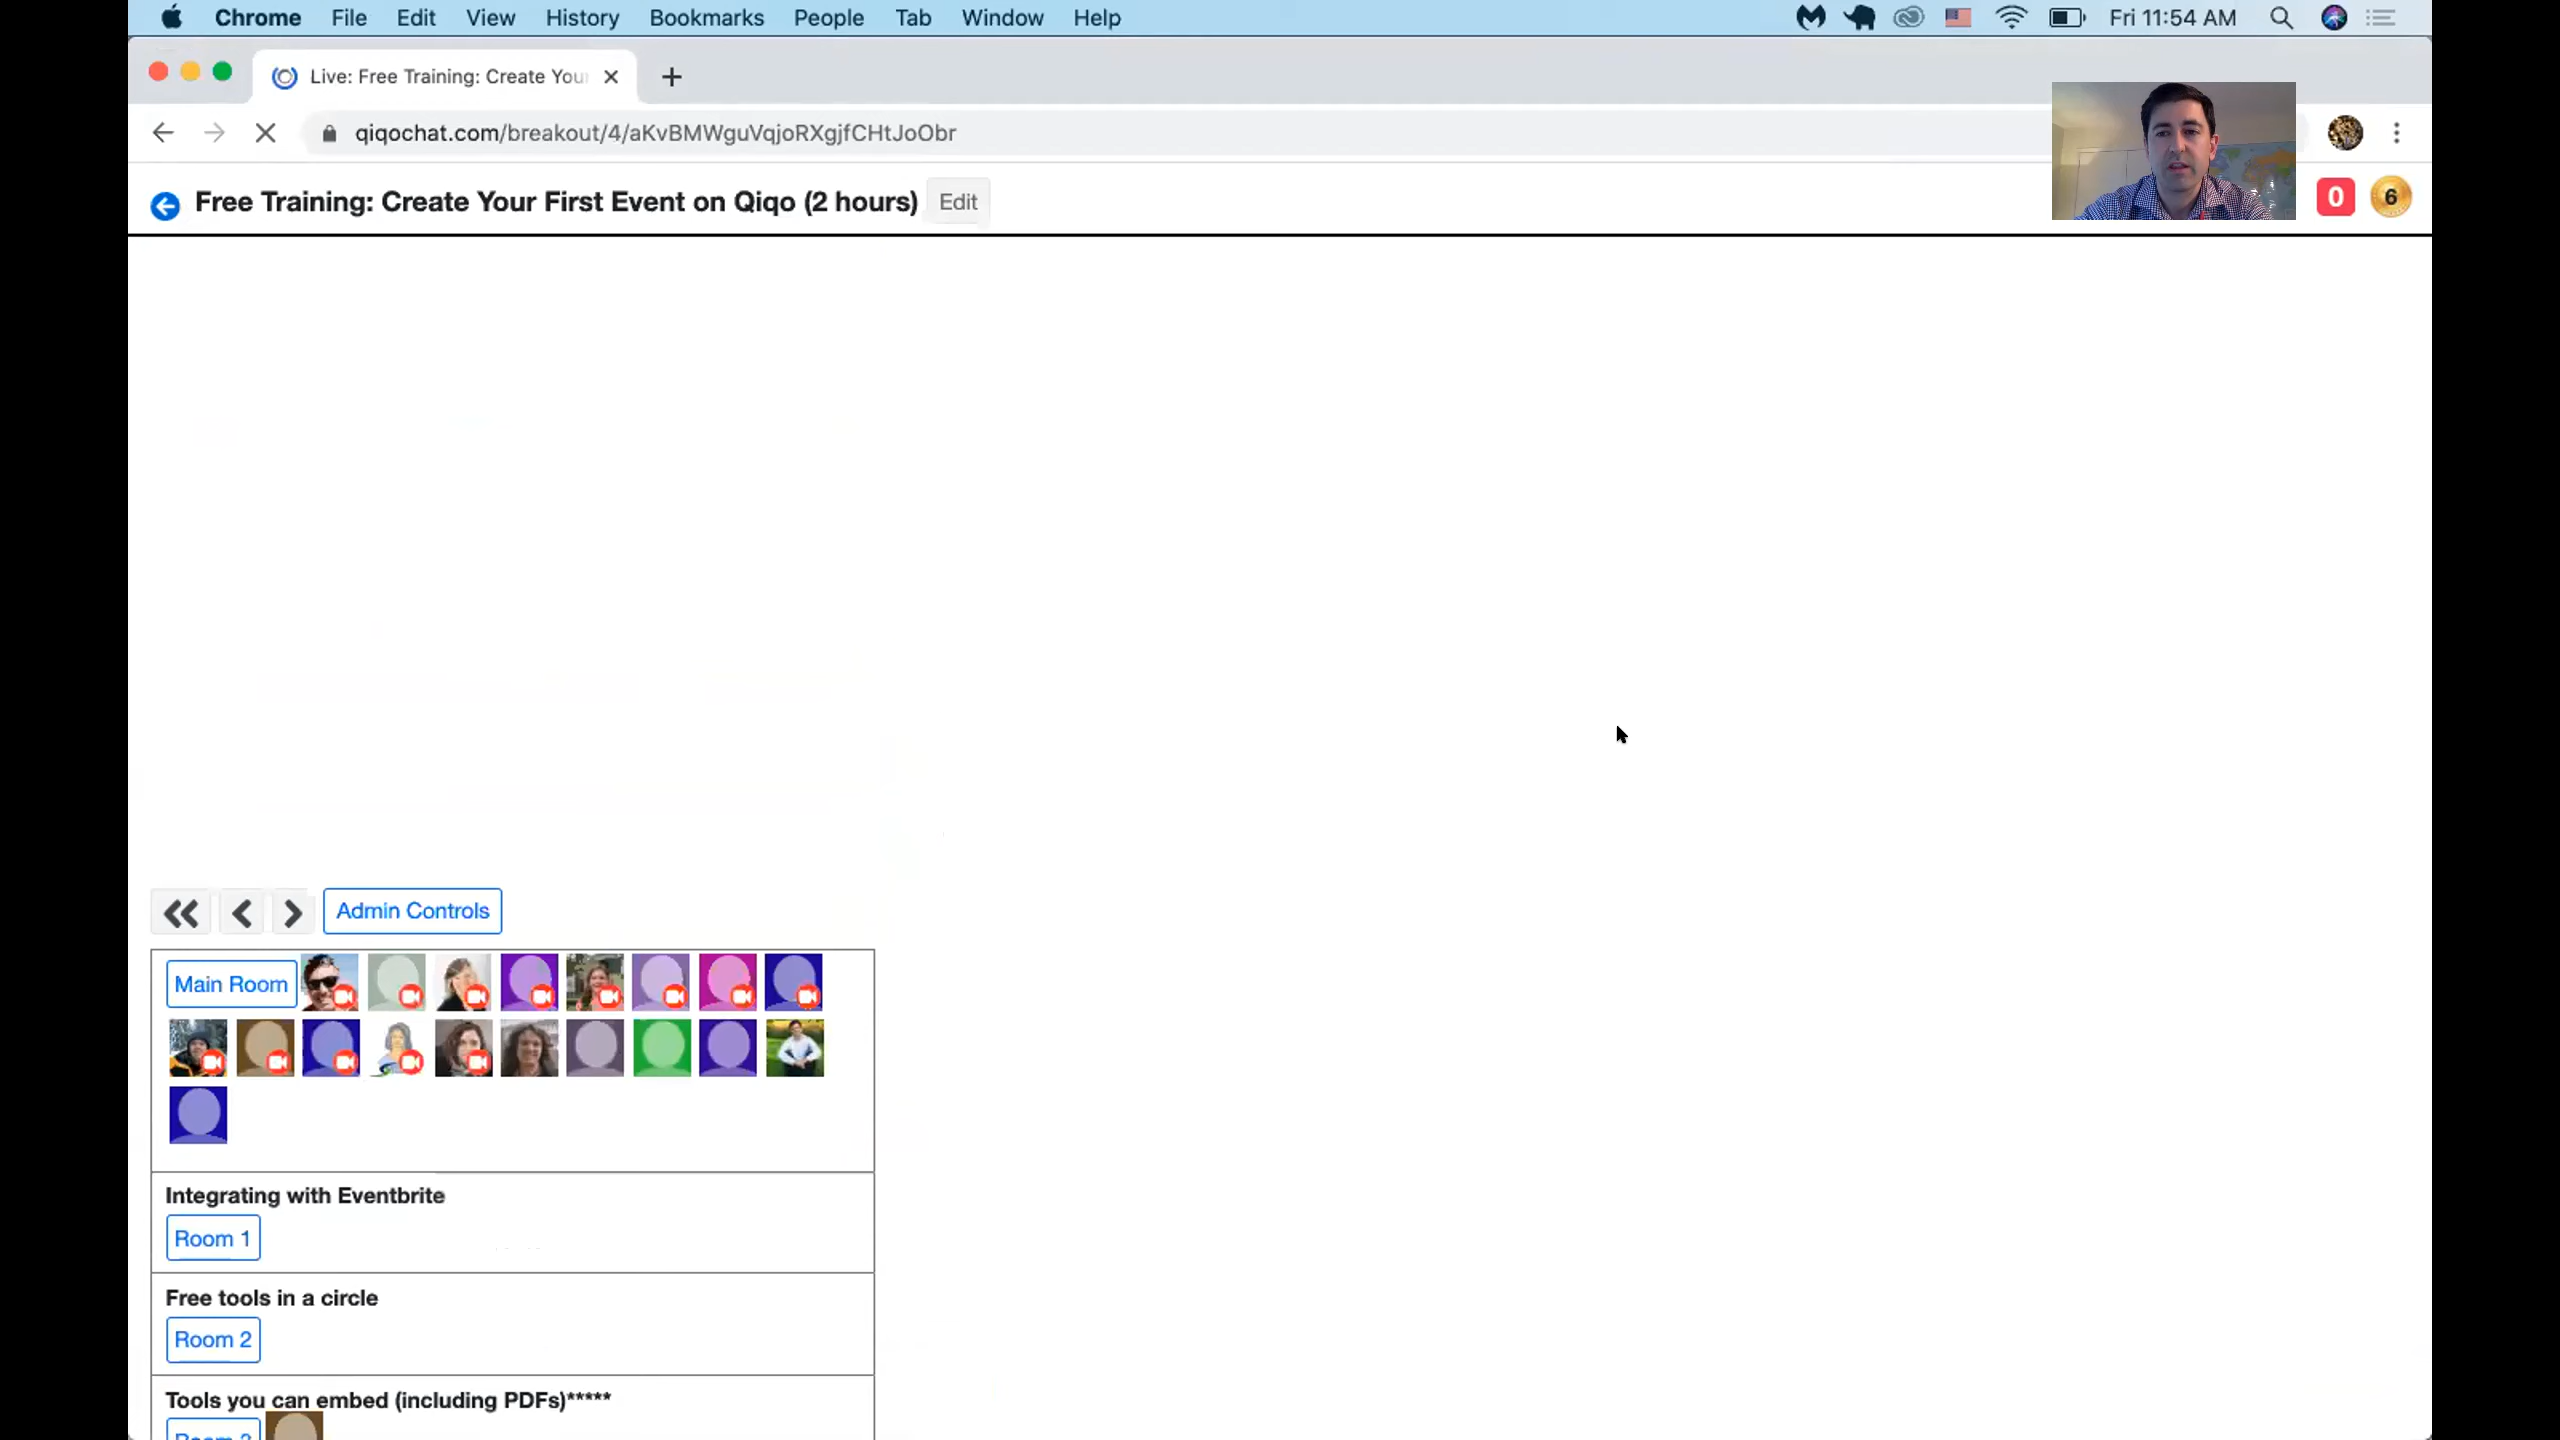 Chrome File Edit View History Bookmarks People Tab Window Help Fri 11:54 AM
Live: Free Training: Create You
qiqochat.com/breakout/4/aKvBMWguVqjoRXgjfCHtJoObr
Free Training: Create Your First Event on Qiqo (2 hours) Edit 0 6
Admin Controls
Main Room
Integrating with Eventbrite
Room 1
Free tools in a circle
Room 2
Tools you can embed (including PDFs)*****
Room 3